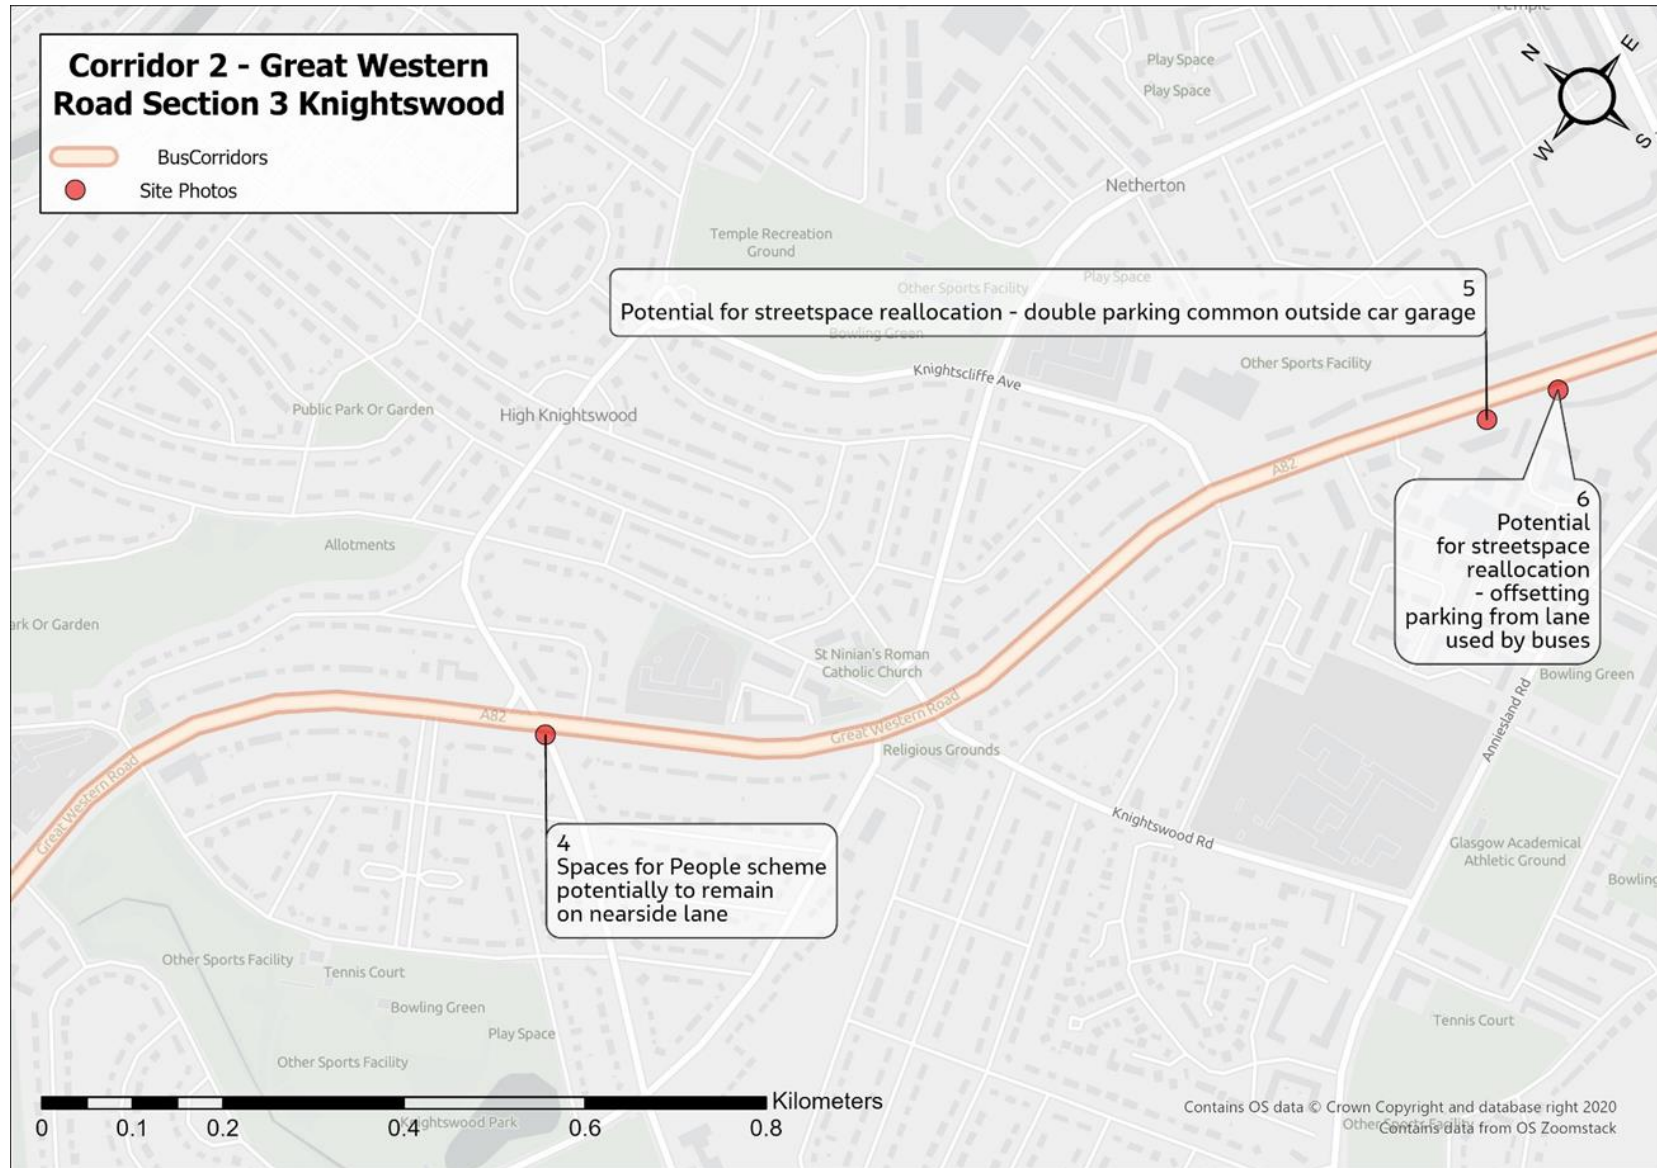 Corridor 2 - Great Western
Road Section 3 Knightswood
BusCorridors
Site Photos
Temple
N
E
W
S
Play Space
Play Space
Netherton
Temple Recreation
Ground
Play Space
Other Sports Facility
5
Potential for streetspace reallocation - double parking common outside car garage
Bowling Green
Other Sports Facility
Knightscliffe Ave
Public Park Or Garden
High Knightswood
A82
6
Potential
for streetspace
reallocation
- offsetting
parking from lane
used by buses
Allotments
ark Or Garden
St Ninian's Roman
Catholic Church
Bowling Green
A82
Great Western Road
Anniesland Rd
Religious Grounds
Great Western Road
Knightswood Rd
4
Spaces for People scheme
potentially to remain
on nearside lane
Glasgow Academical
Athletic Ground
Bowling
Other Sports Facility
Tennis Court
Bowling Green
Play Space
Tennis Court
Other Sports Facility
Kilometers
Knightswood Park
0 0.1 0.2 0.4 0.6 0.8
Contains OS data © Crown Copyright and database right 2020
Other Sports Facility
Contains data from OS Zoomstack